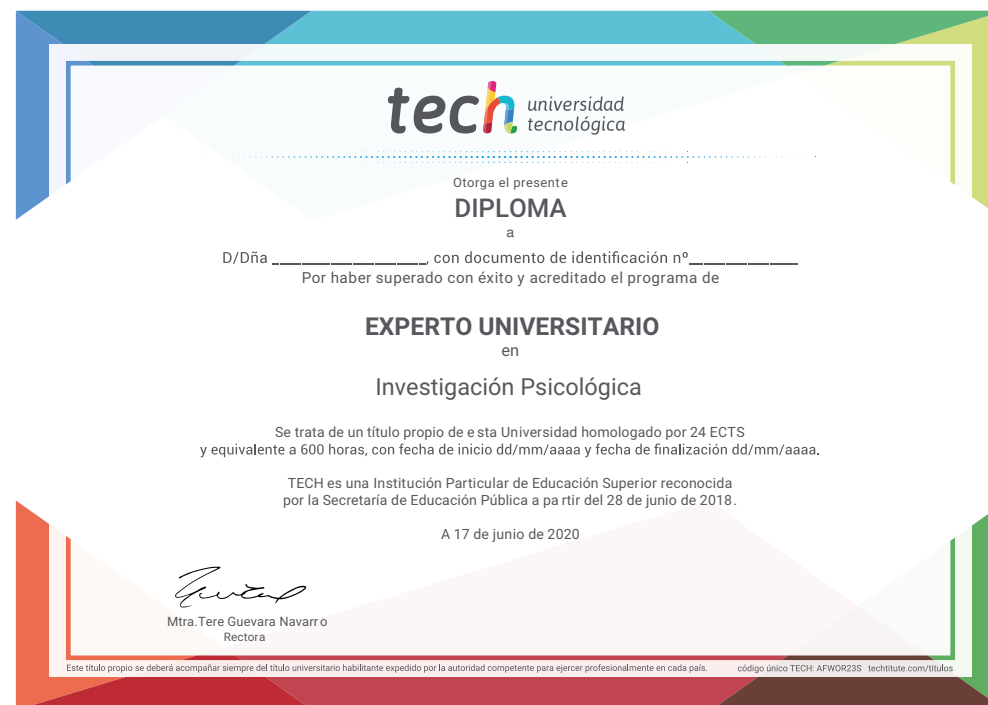 tech universidad
tecnológica
Otorga el presente
DIPLOMA
a
D/Dña ____________________, con documento de identificación nº______________
Por haber superado con éxito y acreditado el programa de
EXPERTO UNIVERSITARIO
en
Investigación Psicológica
Se trata de un título propio de esta Universidad homologado por 24 ECTS
y equivalente a 600 horas, con fecha de inicio dd/mm/aaaa y fecha de finalización dd/mm/aaaa.
TECH es una Institución Particular de Educación Superior reconocida
por la Secretaría de Educación Pública a partir del 28 de junio de 2018.
A 17 de junio de 2020
Mtra.Tere Guevara Navarro
Rectora
Este título propio se deberá acompañar siempre del título universitario habilitante expedido por la autoridad competente para ejercer profesionalmente en cada país. código único TECH: AFWOR23S techtitute.com/titulos